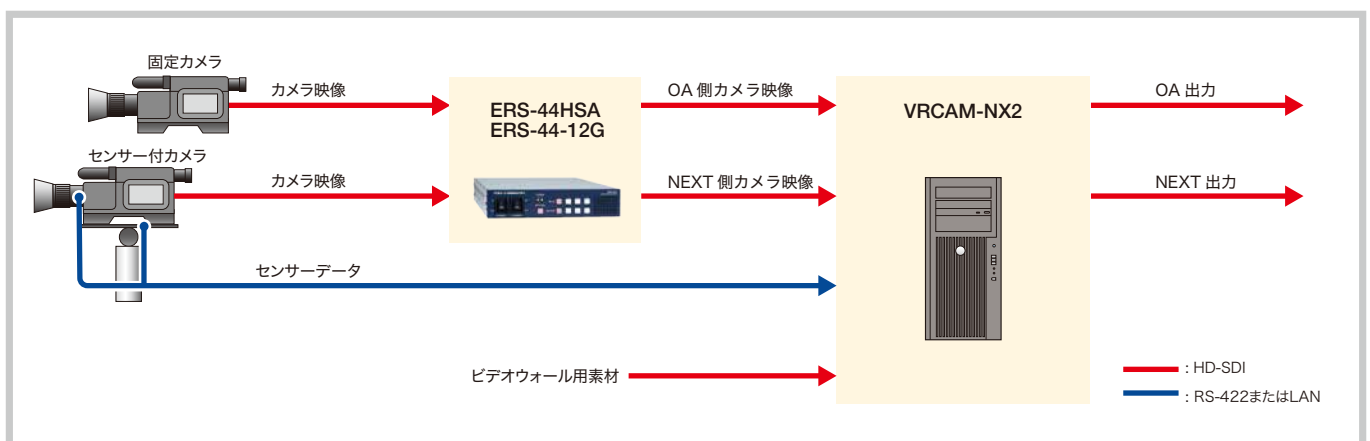 固定カメラ
カメラ映像
ERS-44HSA
ERS-44-12G
OA 側カメラ映像
VRCAM-NX2
OA 出力
センサー付カメラ
カメラ映像
NEXT 側カメラ映像
NEXT 出力
センサーデータ
ビデオウォール用素材
: HD-SDI
: RS-422またはLAN